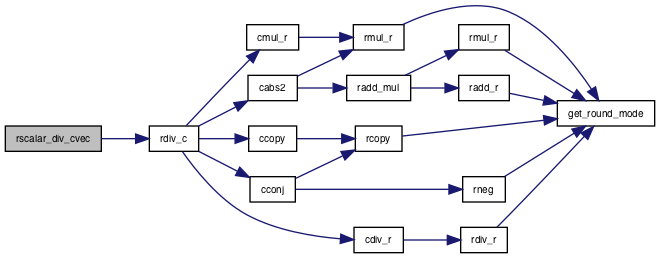 rscalar_div_cvec
rdiv_c
cmul_r
cabs2
ccopy
cconj
cdiv_r
rmul_r
radd_mul
rcopy
rmul_r
radd_r
rneg
rdiv_r
get_round_mode